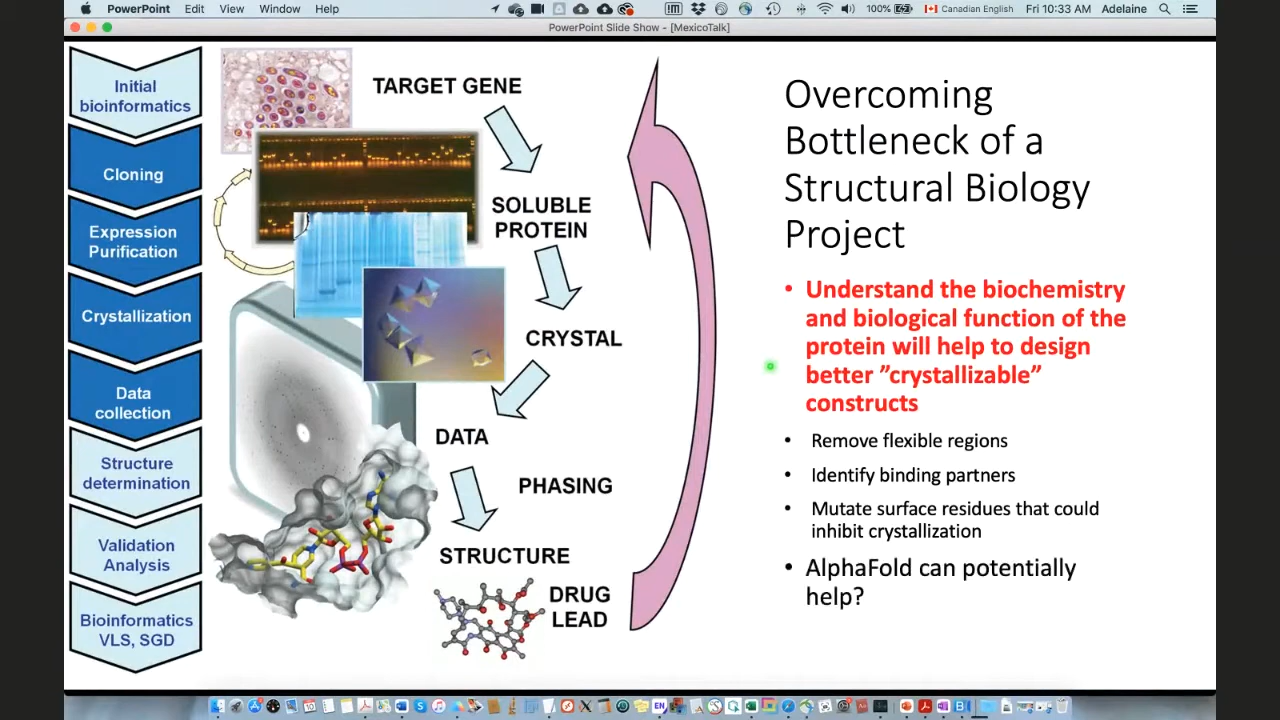 PowerPoint Edit View Window Help
100% Canadian English Fri 10:33 AM Adelaine
PowerPoint Slide Show - [MexicoTalk]
Initial
bioinformatics
Cloning
Expression
Purification
Crystallization
Data
collection
Structure
determination
Validation
Analysis
Bioinformatics
VLS, SGD
TARGET GENE
SOLUBLE
PROTEIN
CRYSTAL
DATA
PHASING
STRUCTURE
DRUG
LEAD
Overcoming
Bottleneck of a
Structural Biology
Project
• Understand the biochemistry
and biological function of the
protein will help to design
better ”crystallizable”
constructs
• Remove flexible regions
• Identify binding partners
• Mutate surface residues that could
inhibit crystallization
• AlphaFold can potentially
help?